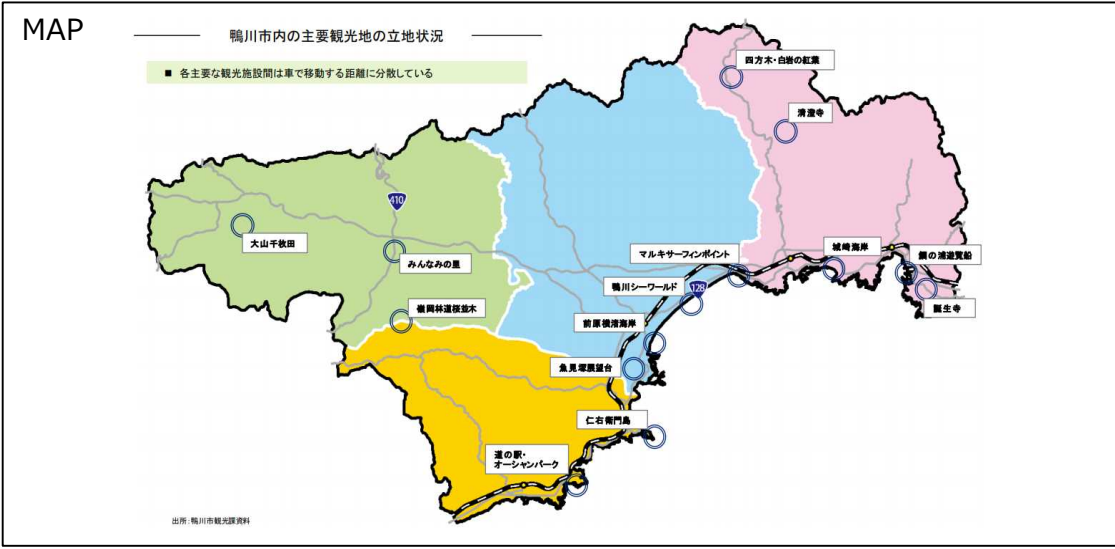 MAP
鴨川市内の主要観光地の立地状況
■ 各主要な観光施設間は車で移動する距離に分散している
四方木・白岩の紅葉
清澄寺
410
大山千枚田
みんなみの里
嶺岡林道桜並木
マルキサーフィンポイント
城崎海岸
鯛の浦遊覧船
鴨川シーワールド
128
誕生寺
前原横渚海岸
魚見塚展望台
仁右衛門島
道の駅・
オーシャンパーク
出所：鴨川市観光課資料